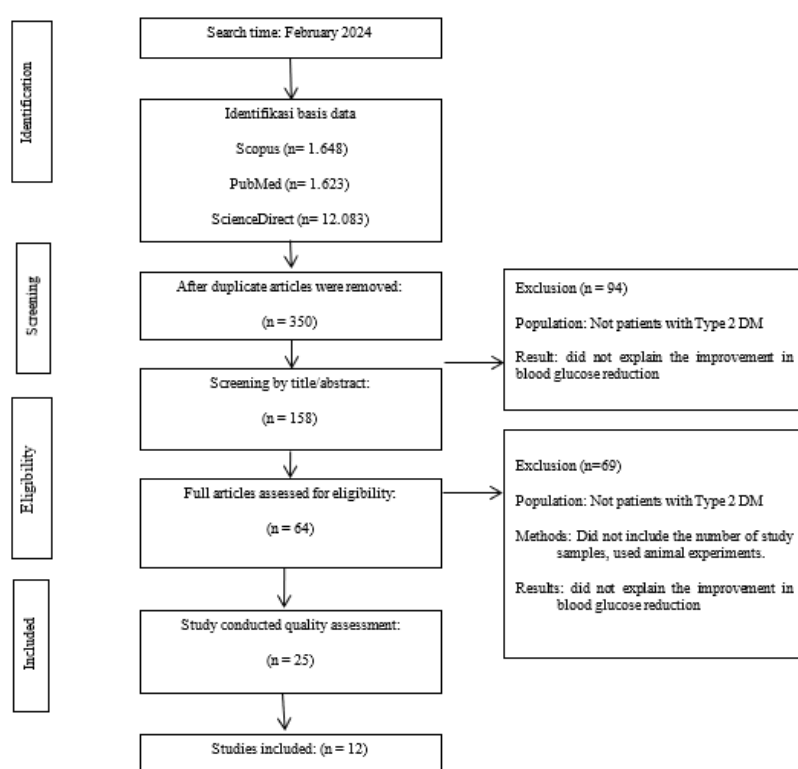 Identification
Search time: February 2024
Identifikasi basis data
Scopus (n= 1.648)
PubMed (n= 1.623)
ScienceDirect (n= 12.083)
Screening
After duplicate articles were removed:
(n = 350)
Exclusion (n = 94)
Population: Not patients with Type 2 DM
Result: did not explain the improvement in
blood glucose reduction
Screening by title/abstract:
(n = 158)
Eligibility
Full articles assessed for eligibility:
(n = 64)
Exclusion (n=69)
Population: Not patients with Type 2 DM
Methods: Did not include the number of study
samples, used animal experiments.
Results: did not explain the improvement in
blood glucose reduction
Included
Study conducted quality assessment:
(n = 25)
Studies included: (n = 12)